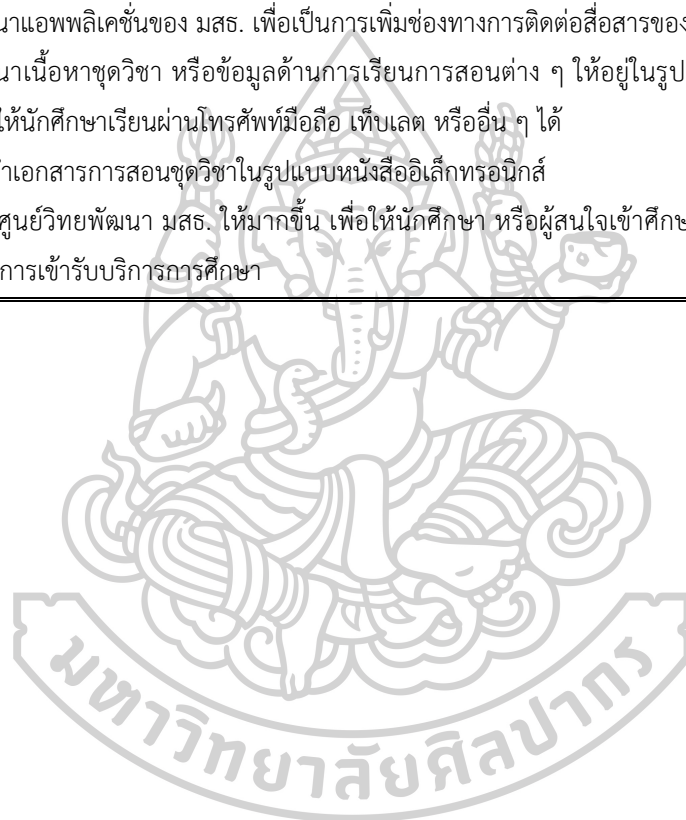 นาแอพพลิเคชั่นของ มสธ. เพื่อเป็นการเพิ่มช่องทางการติดต่อสื่อสารของ
นาเนื้อหาชุดวิชา หรือข้อมูลด้านการเรียนการสอนต่าง ๆ ให้อยู่ในรูป
ให้นักศึกษาเรียนผ่านโทรศัพท์มือถือ เท็บเลต หรืออื่น ๆ ได้
ำเอกสารการสอนชุดวิชาในรูปแบบหนังสืออิเล็กทรอนิกส์
ศูนย์วิทยพัฒนา มสธ. ให้มากขึ้น เพื่อให้นักศึกษา หรือผู้สนใจเข้าศึกษ
การเข้ารับบริการการศึกษา
มหาวิทยาลัยศิลปากร